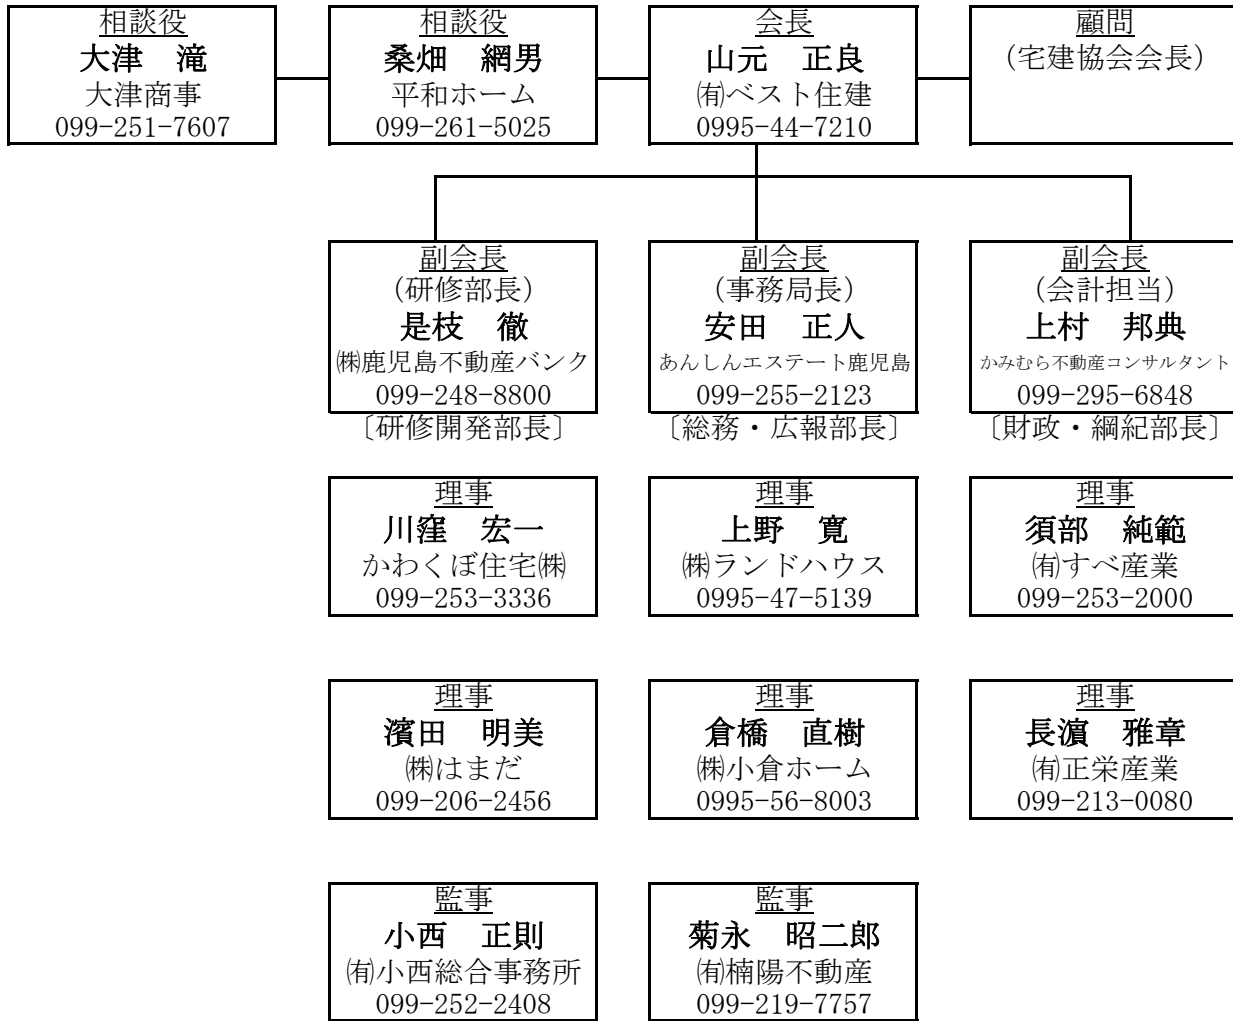 相談役
大津　滝
大津商事
099-251-7607
相談役
桑畑　網男
平和ホーム
099-261-5025
会長
山元　正良
㈲ベスト住建
0995-44-7210
顧問
(宅建協会会長)
副会長
(研修部長)
是枝　徹
㈱鹿児島不動産バンク
099-248-8800
〔研修開発部長〕
副会長
(事務局長)
安田　正人
あんしんエステート鹿児島
099-255-2123
〔総務・広報部長〕
副会長
(会計担当)
上村　邦典
かみむら不動産コンサルタント
099-295-6848
〔財政・綱紀部長〕
理事
川窪　宏一
かわくぼ住宅㈱
099-253-3336
理事
上野　寛
㈱ランドハウス
0995-47-5139
理事
須部　純範
㈲すべ産業
099-253-2000
理事
濱田　明美
㈱はまだ
099-206-2456
理事
倉橋　直樹
㈱小倉ホーム
0995-56-8003
理事
長濵　雅章
㈲正栄産業
099-213-0080
監事
小西　正則
㈲小西総合事務所
099-252-2408
監事
菊永　昭二郎
㈲楠陽不動産
099-219-7757